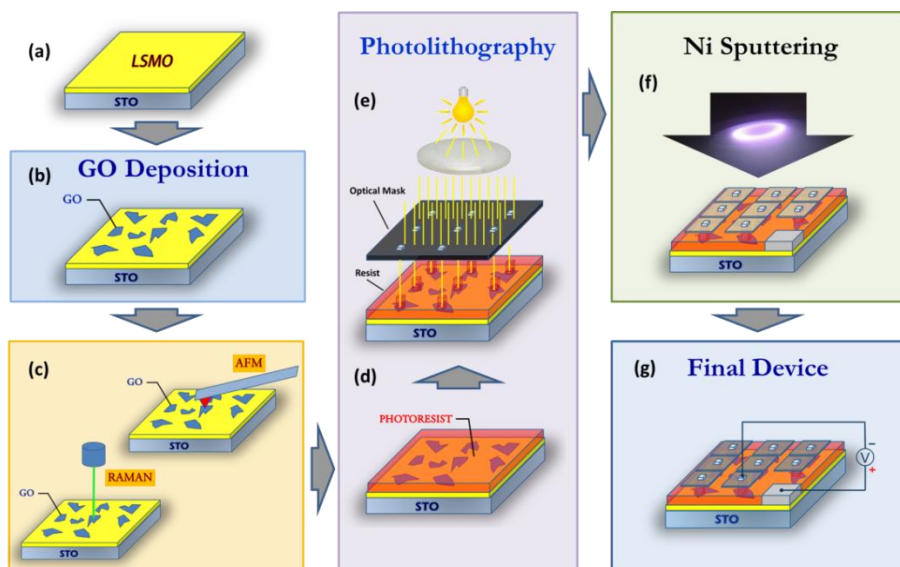 (a)
LSMO
STO
(b)
GO Deposition
GO
STO
(c)
AFM
GO
STO
RAMAN
GO
STO
Photolithography
(e)
Optical Mask
Resist
STO
(d)
PHOTORESIST
STO
Ni Sputtering
(f)
STO
(g)
Final Device
V
−
+
STO